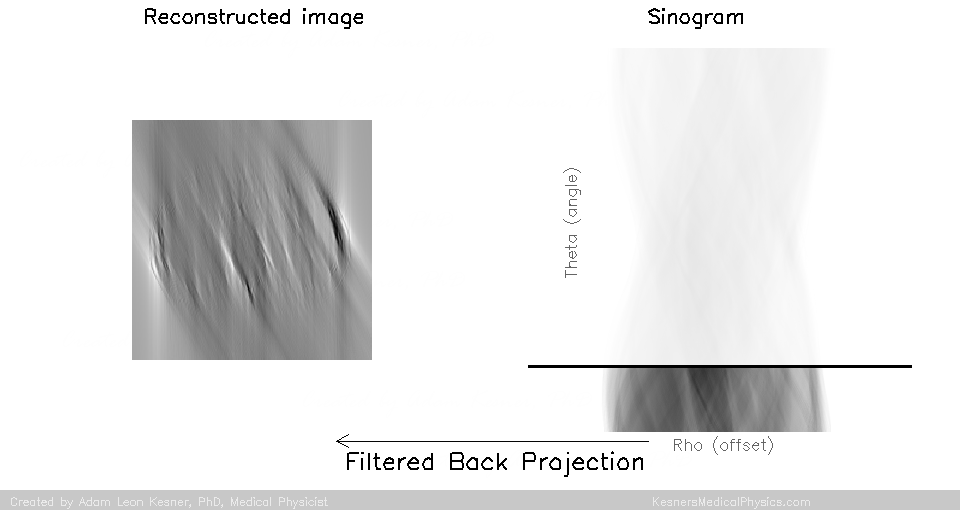 Reconstructed image
Sinogram
Theta (angle)
Rho (offset)
Filtered Back Projection
Created by Adam Leon Kesner, PhD, Medical Physicist
KesnersMedicalPhysics.com